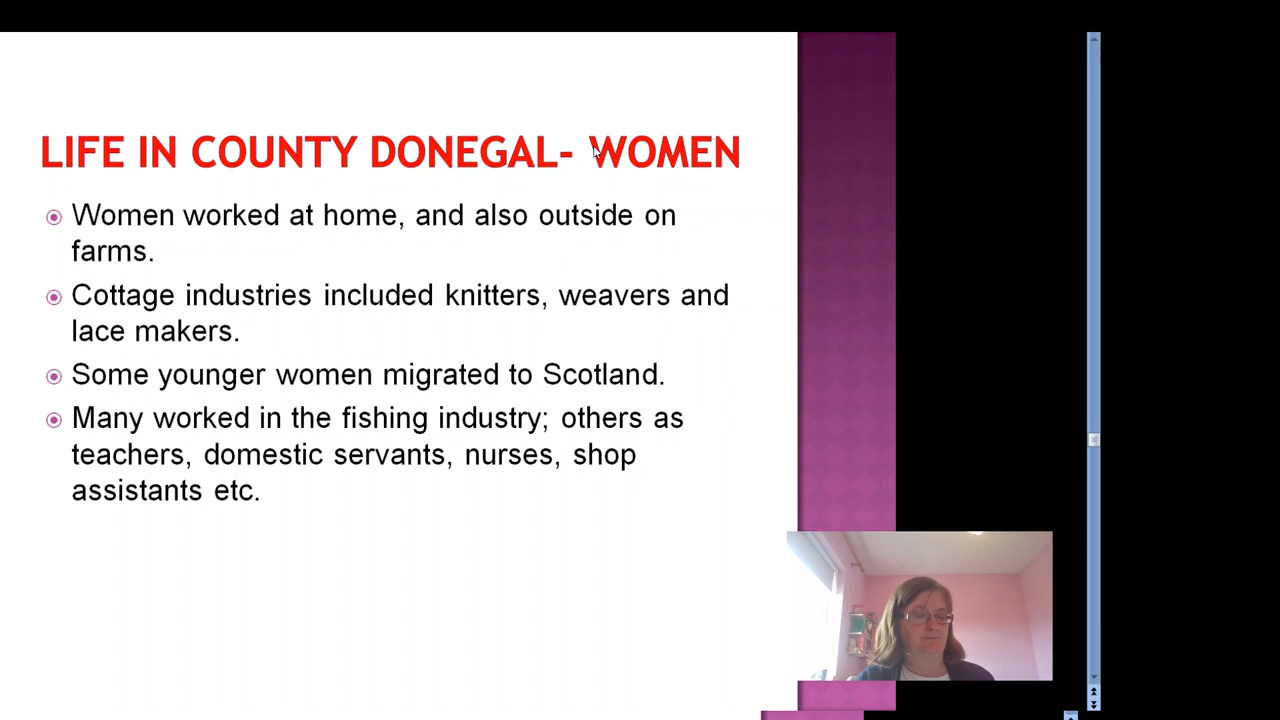 LIFE IN COUNTY DONEGAL- WOMEN
Women worked at home, and also outside on
farms.
Cottage industries included knitters, weavers and
lace makers.
Some younger women migrated to Scotland.
Many worked in the fishing industry; others as
teachers, domestic servants, nurses, shop
assistants etc.